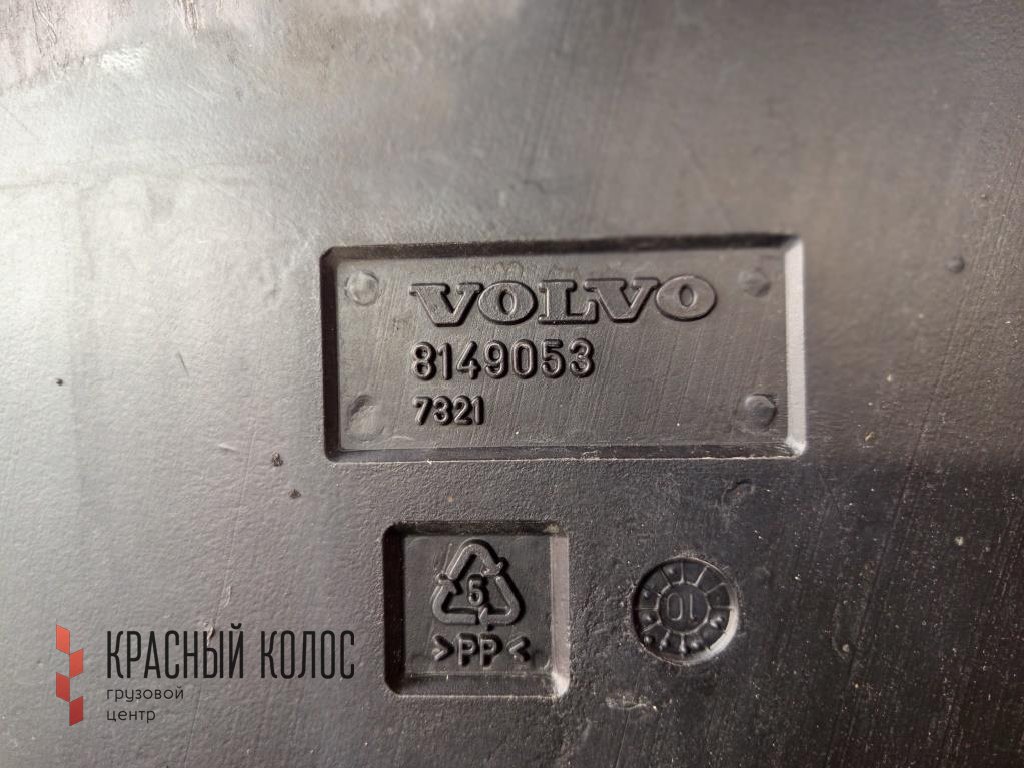 VOLVO
8149053
7321
5
>PP<
10
КРАСНЫЙ КОЛОС
грузовой
центр